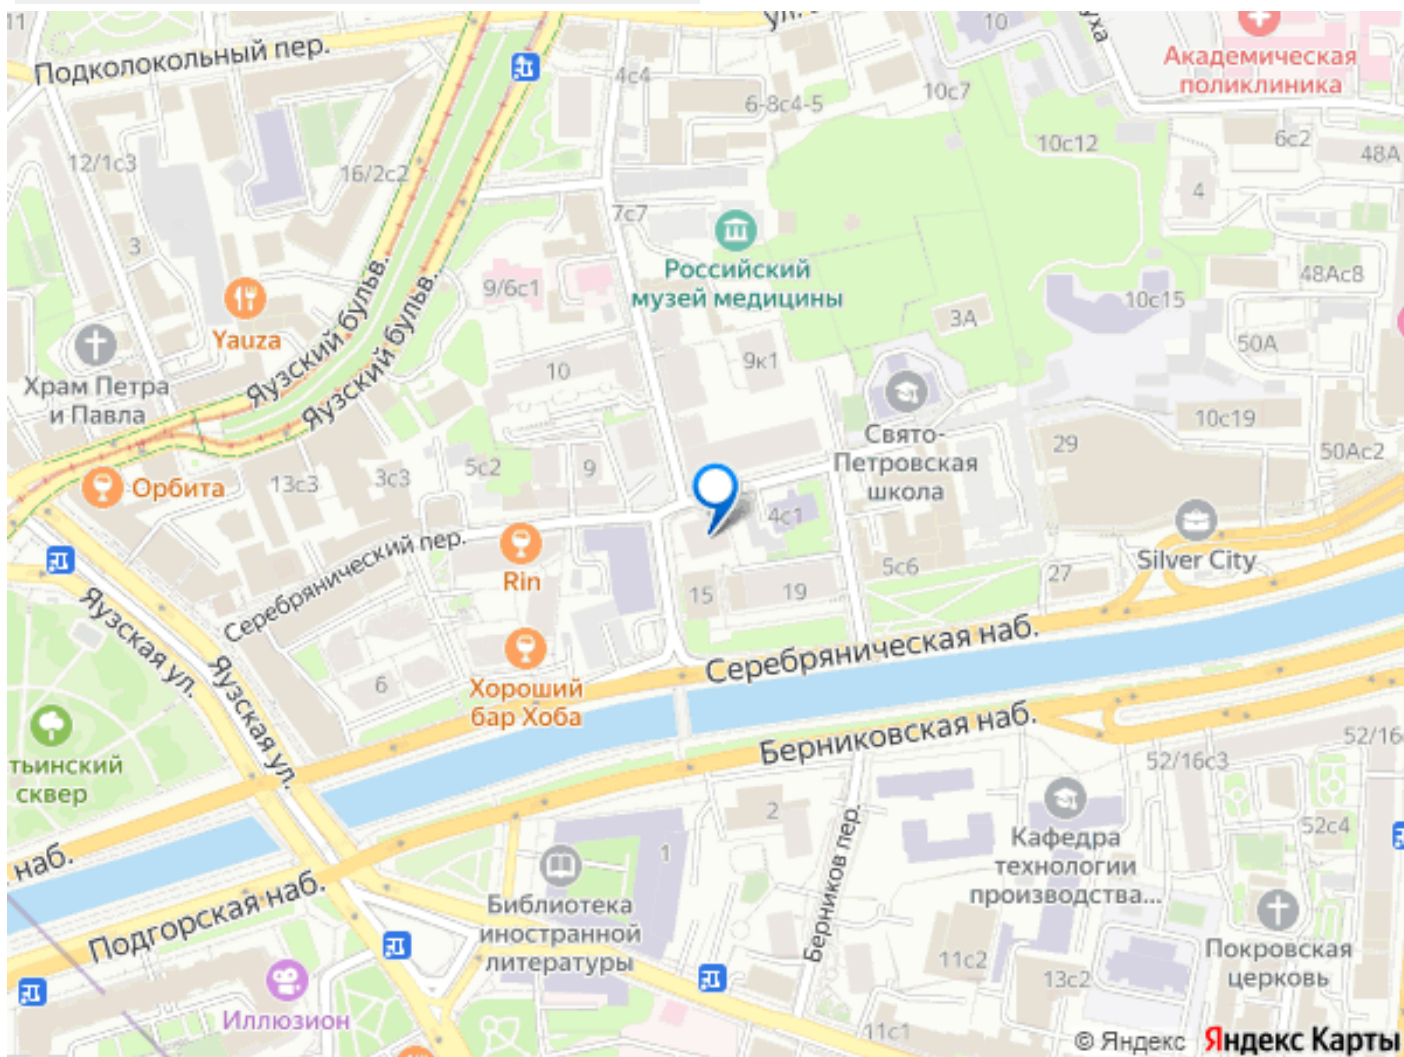 11
Подколокольный пер.
10
Академическая
поликлиника
4с4
6-8с4-5
10с7
10с12
6с2
48А
12/1с3
16/2с2
4
7с7
3
Российский
музей медицины
48Ас8
9/6с1
10с15
Yauza
Яузский бульв.
Яузский бульв.
3А
50А
Храм Петра
и Павла
10
9к1
10с19
Свято-
Петровская
школа
29
50Ас2
Орбита
13с3
3с3
5с2
9
4с1
Серебрянический пер.
Rin
Silver City
5с6
27
15
19
Яузская ул.
Яузская ул.
Серебряническая наб.
6
Хороший
бар Хоба
Берниковская наб.
тьинский
сквер
52/16
52/16с3
2
Кафедра
технологии
производства...
52с4
наб.
1
Берников пер.
Библиотека
иностранной
литературы
Подгорская наб.
Покровская
церковь
11с2
13с2
Иллюзион
11с1
© Яндекс Яндекс Карты